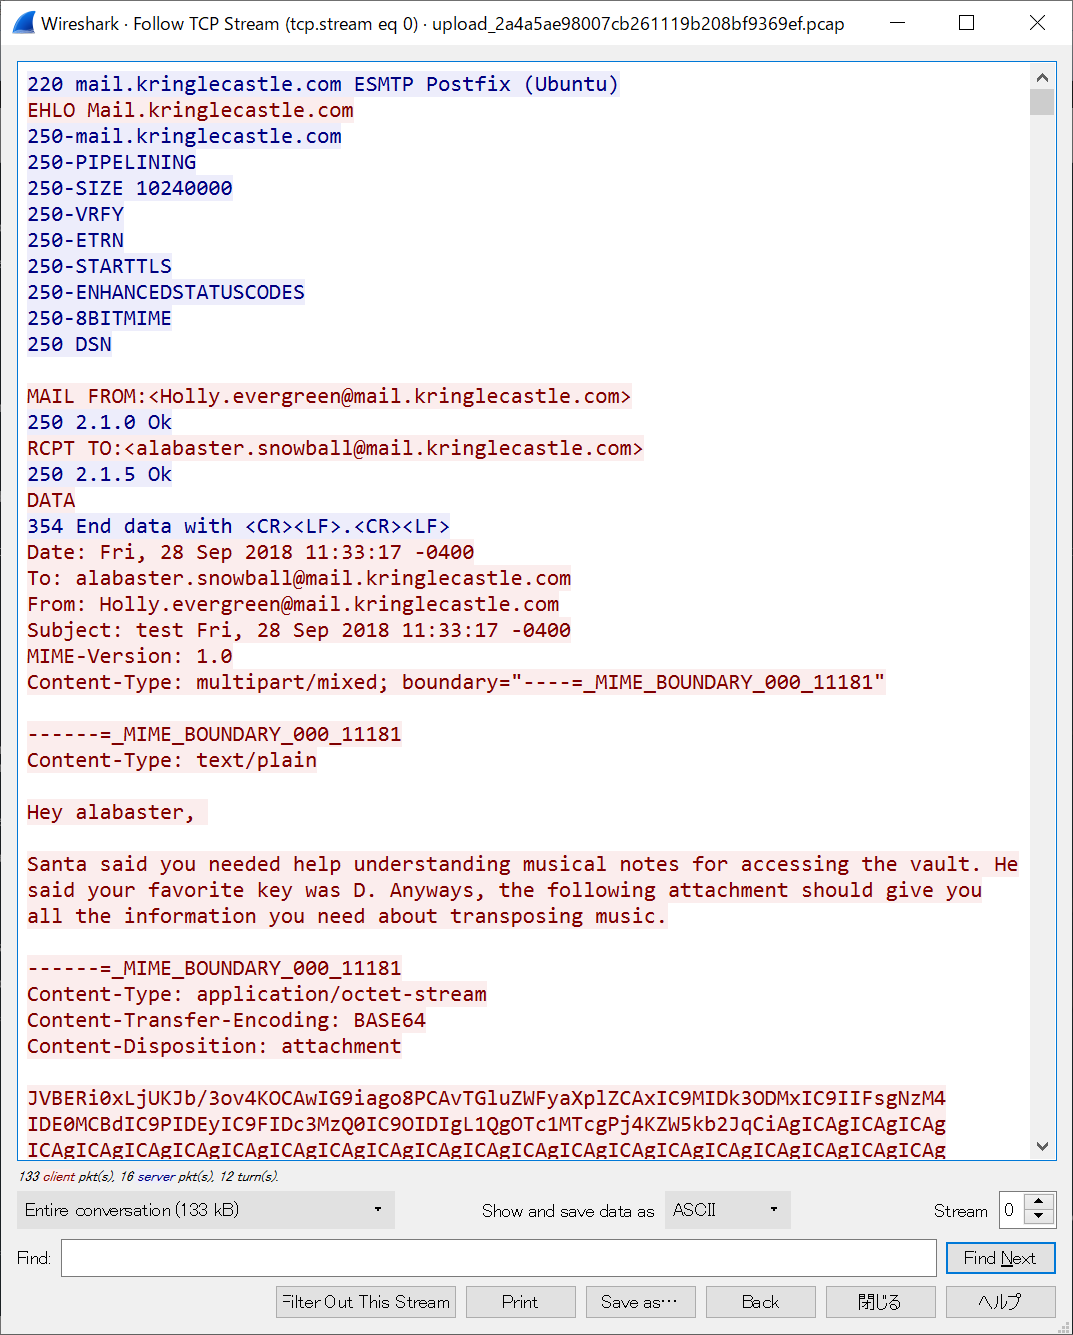 Wireshark · Follow TCP Stream (tcp.stream eq 0) · upload_2a4a5ae98007cb261119b208bf9369ef.pcap
220 mail.kringlecastle.com ESMTP Postfix (Ubuntu)
EHLO Mail.kringlecastle.com
250-mail.kringlecastle.com
250-PIPELINING
250-SIZE 10240000
250-VRFY
250-ETRN
250-STARTTLS
250-ENHANCEDSTATUSCODES
250-8BITMIME
250 DSN
MAIL FROM:<Holly.evergreen@mail.kringlecastle.com>
250 2.1.0 Ok
RCPT TO:<alabaster.snowball@mail.kringlecastle.com>
250 2.1.5 Ok
DATA
354 End data with <CR><LF>.<CR><LF>
Date: Fri, 28 Sep 2018 11:33:17 -0400
To: alabaster.snowball@mail.kringlecastle.com
From: Holly.evergreen@mail.kringlecastle.com
Subject: test Fri, 28 Sep 2018 11:33:17 -0400
MIME-Version: 1.0
Content-Type: multipart/mixed; boundary="----=_MIME_BOUNDARY_000_11181"
------=_MIME_BOUNDARY_000_11181
Content-Type: text/plain
Hey alabaster,
Santa said you needed help understanding musical notes for accessing the vault. He
said your favorite key was D. Anyways, the following attachment should give you
all the information you need about transposing music.
------=_MIME_BOUNDARY_000_11181
Content-Type: application/octet-stream
Content-Transfer-Encoding: BASE64
Content-Disposition: attachment
JVBERi0xLjUKJb/3ov4KOCAwIG9iago8PCAvTGluZWFyaXplZCAxIC9MIDk3ODMxIC9IIFsgNzM4
IDE0MCBdIC9PIDEyIC9FIDc3MzQ0IC9OIDIgL1QgOTc1MTcgPj4KZW5kb2JqCiAgICAgICAgICAg
ICAgICAgICAgICAgICAgICAgICAgICAgICAgICAgICAgICAgICAgICAgICAgICAgICAgICAgICAg
133 client pkt(s), 16 server pkt(s), 12 turn(s).
Entire conversation (133 kB)
Show and save data as ASCII
Stream 0
Find:
Find Next
Filter Out This Stream
Print
Save as…
Back
閉じる
ヘルプ